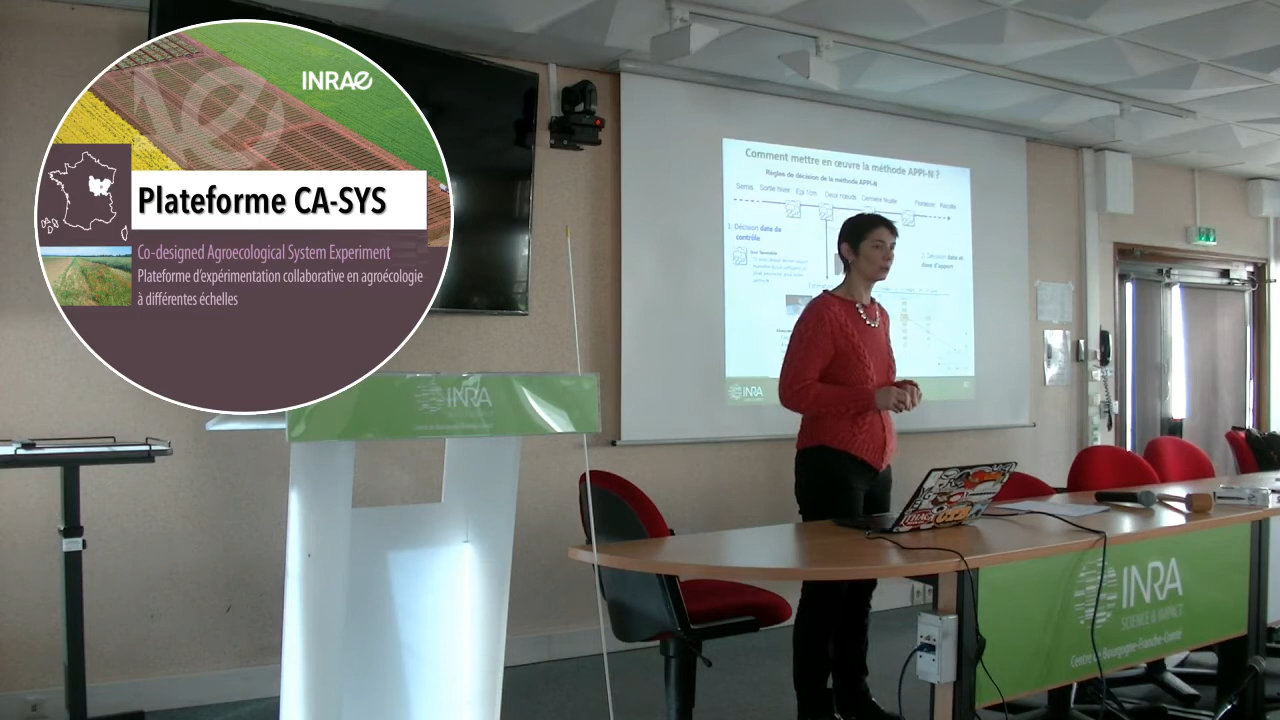 INRAE
Plateforme CA-SYS
Co-designed Agroecological System Experiment
Plateforme d'expérimentation collaborative en agroécologie
à différentes échelles
Comment mettre en œuvre la méthode APPI-N ?
Règles de décision de la méthode APPI-N
Semis Sortie hiver Epi 1cm Deux nœuds Dernière feuille Floraison Récolte
1. Décision date de
contrôle
2. Décision date et
dose d'apport
INRA
INRA
INRA
SCIENCE & IMPACT
Centre Bourgogne-Franche-Comté